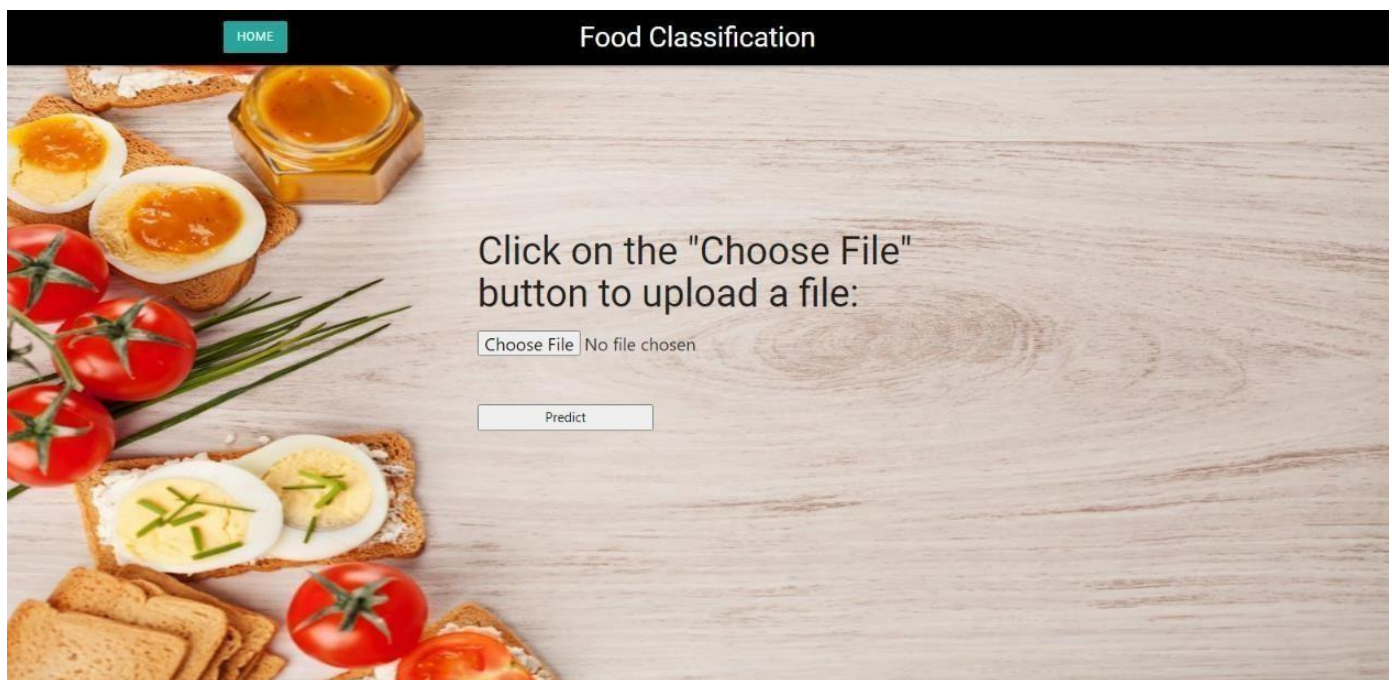 HOME
Food Classification
Click on the "Choose File"
button to upload a file:
Choose File No file chosen
Predict